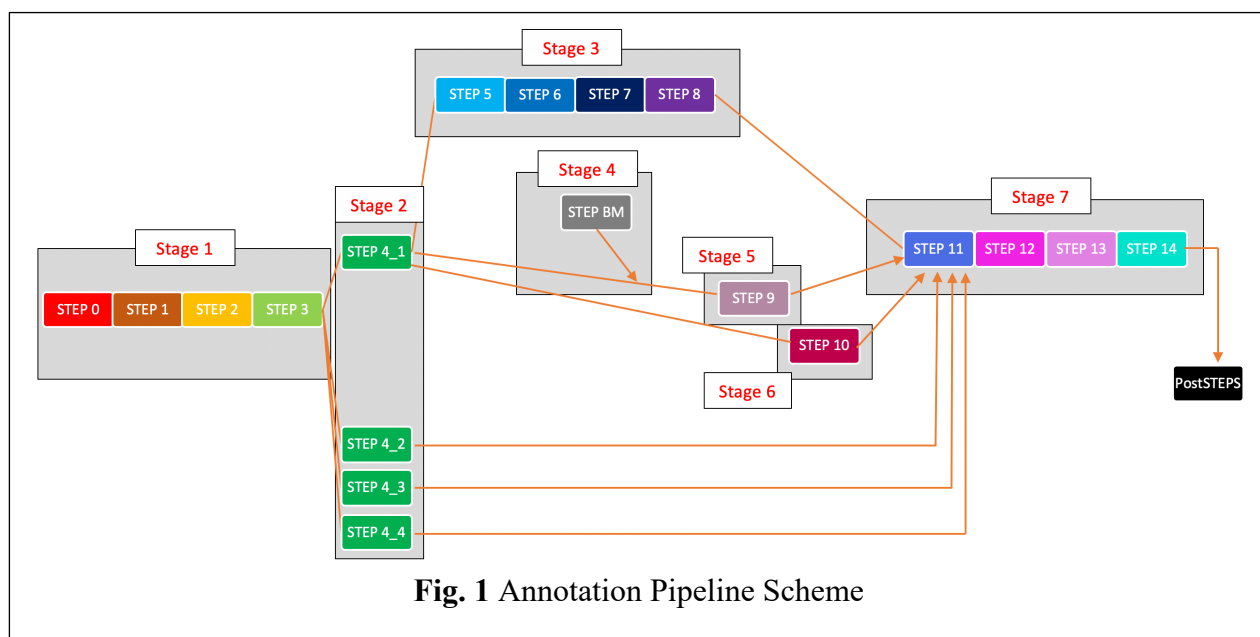 Stage 3
STEP 5 STEP 6 STEP 7 STEP 8
Stage 4
STEP BM
Stage 2
STEP 4_1
Stage 7
STEP 11 STEP 12 STEP 13 STEP 14
Stage 1
STEP 0 STEP 1 STEP 2 STEP 3
Stage 5
STEP 9
STEP 10
Stage 6
PostSTEPS
STEP 4_2
STEP 4_3
STEP 4_4
Fig. 1 Annotation Pipeline Scheme